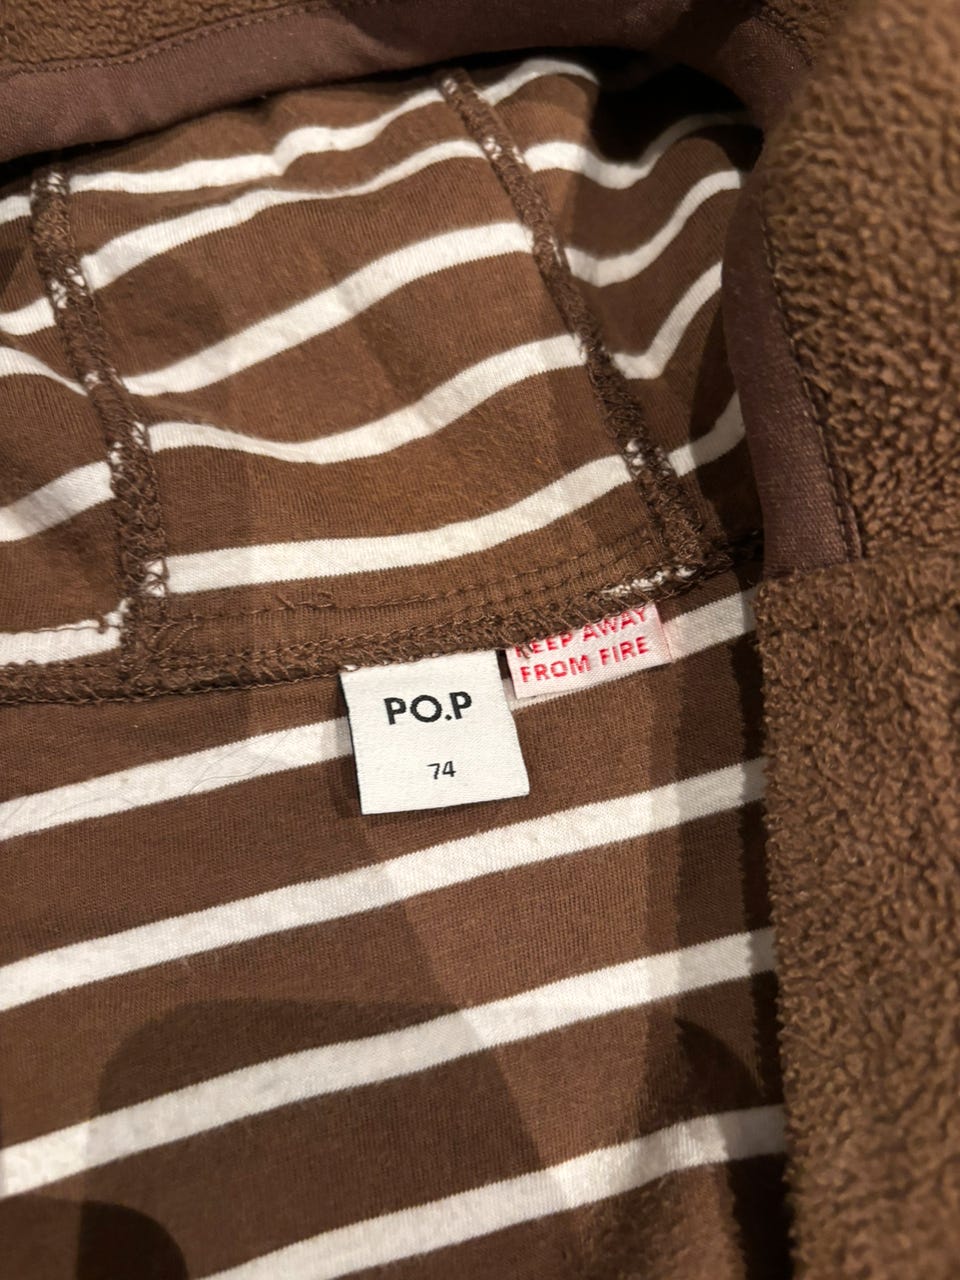 KEEP AWAY
FROM FIRE
PO.P
74